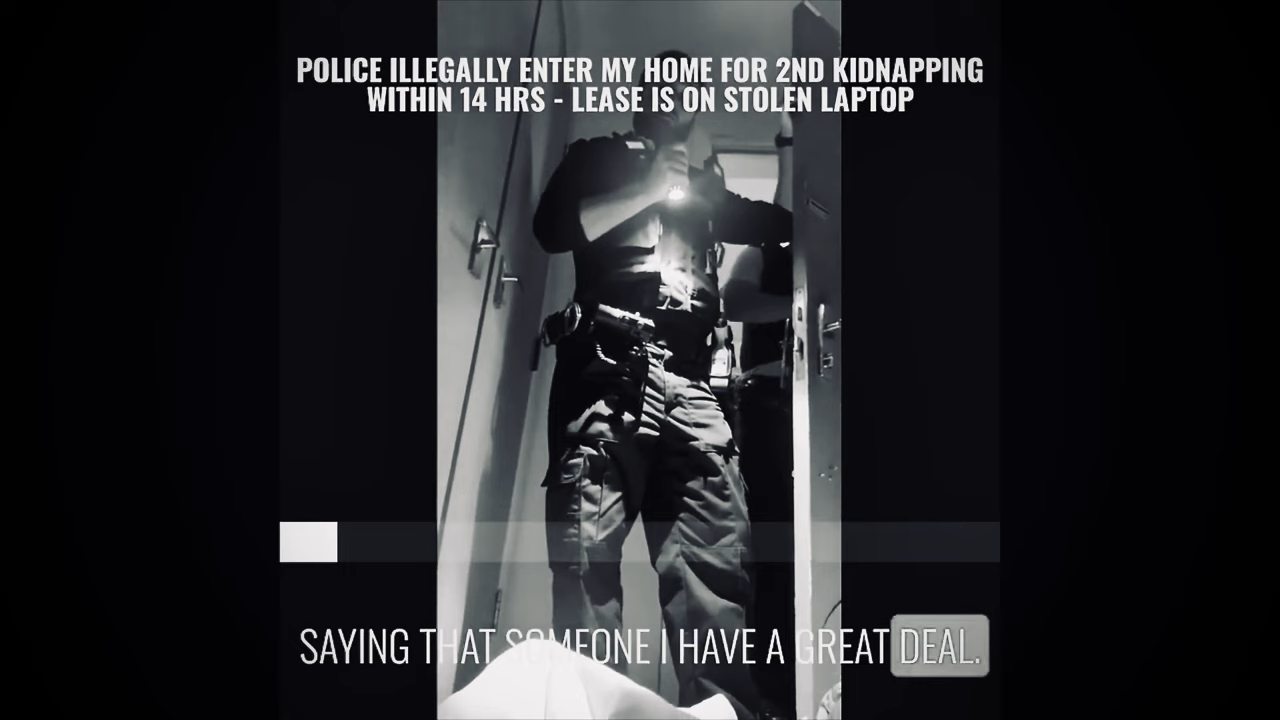 POLICE ILLEGALLY ENTER MY HOME FOR 2ND KIDNAPPING
WITHIN 14 HRS - LEASE IS ON STOLEN LAPTOP
SAYING THAT SOMEONE I HAVE A GREAT DEAL.